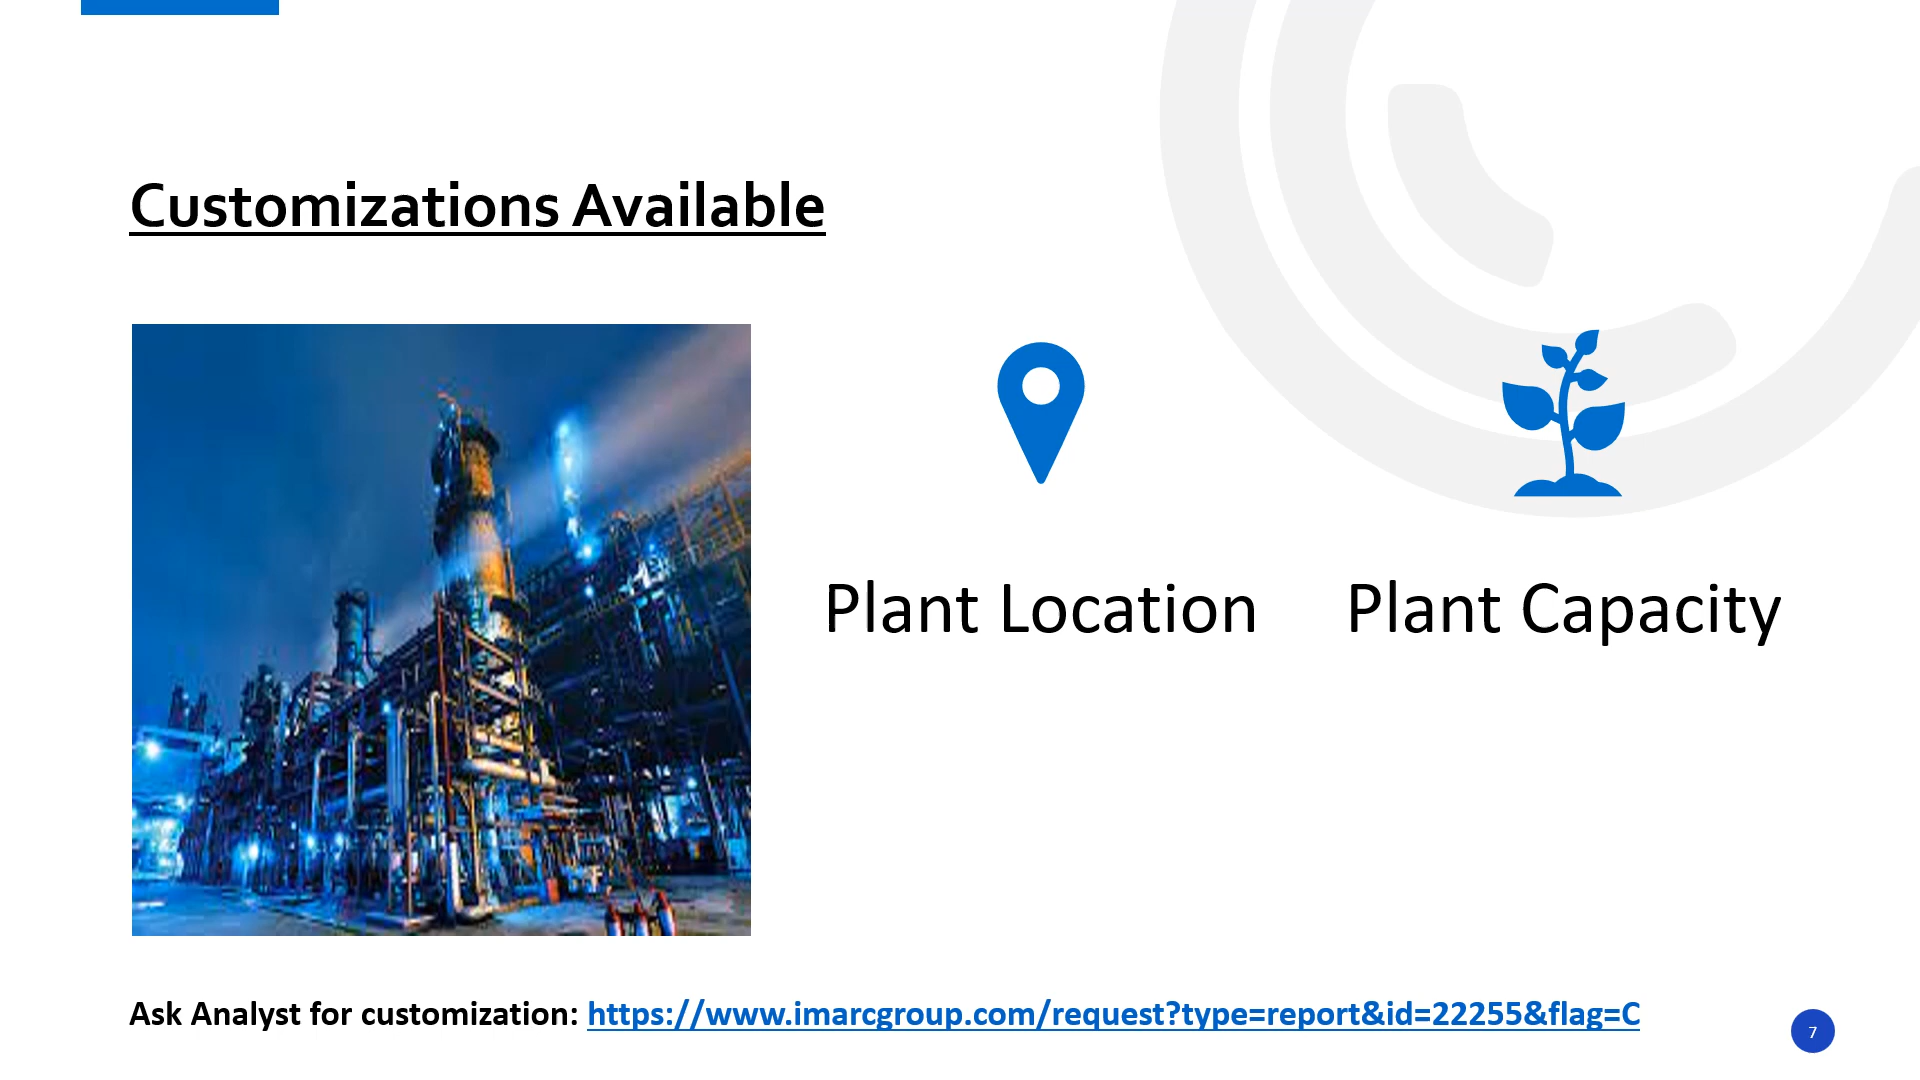 Customizations Available
Plant Location
Plant Capacity
Ask Analyst for customization: https://www.imarcgroup.com/request?type=report&id=22255&flag=C
7